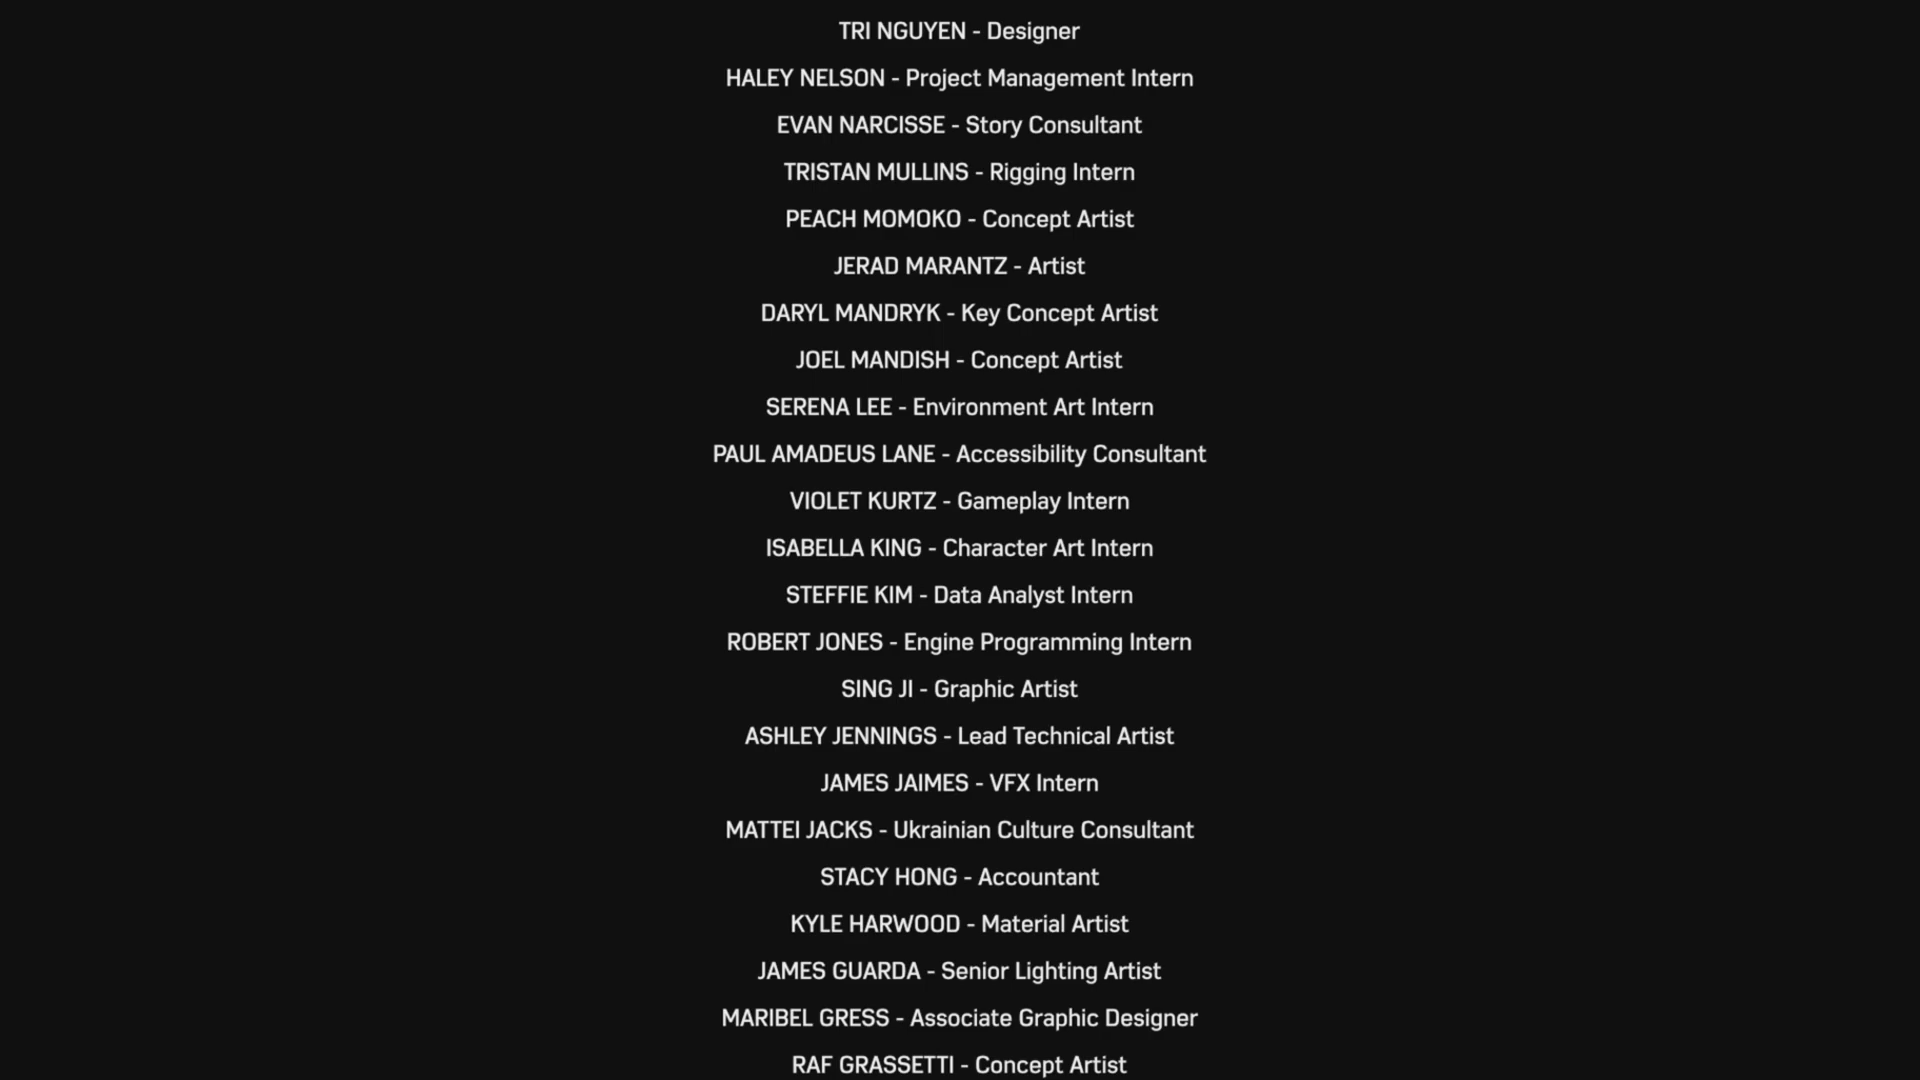 TRI NGUYEN - Designer
HALEY NELSON - Project Management Intern
EVAN NARCISSE - Story Consultant
TRISTAN MULLINS - Rigging Intern
PEACH MOMOKO - Concept Artist
JERAD MARANTZ - Artist
DARYL MANDRYK - Key Concept Artist
JOEL MANDISH - Concept Artist
SERENA LEE - Environment Art Intern
PAUL AMADEUS LANE - Accessibility Consultant
VIOLET KURTZ - Gameplay Intern
ISABELLA KING - Character Art Intern
STEFFIE KIM - Data Analyst Intern
ROBERT JONES - Engine Programming Intern
SING JI - Graphic Artist
ASHLEY JENNINGS - Lead Technical Artist
JAMES JAIMES - VFX Intern
MATTEI JACKS - Ukrainian Culture Consultant
STACY HONG - Accountant
KYLE HARWOOD - Material Artist
JAMES GUARDA - Senior Lighting Artist
MARIBEL GRESS - Associate Graphic Designer
RAF GRASSETTI - Concept Artist